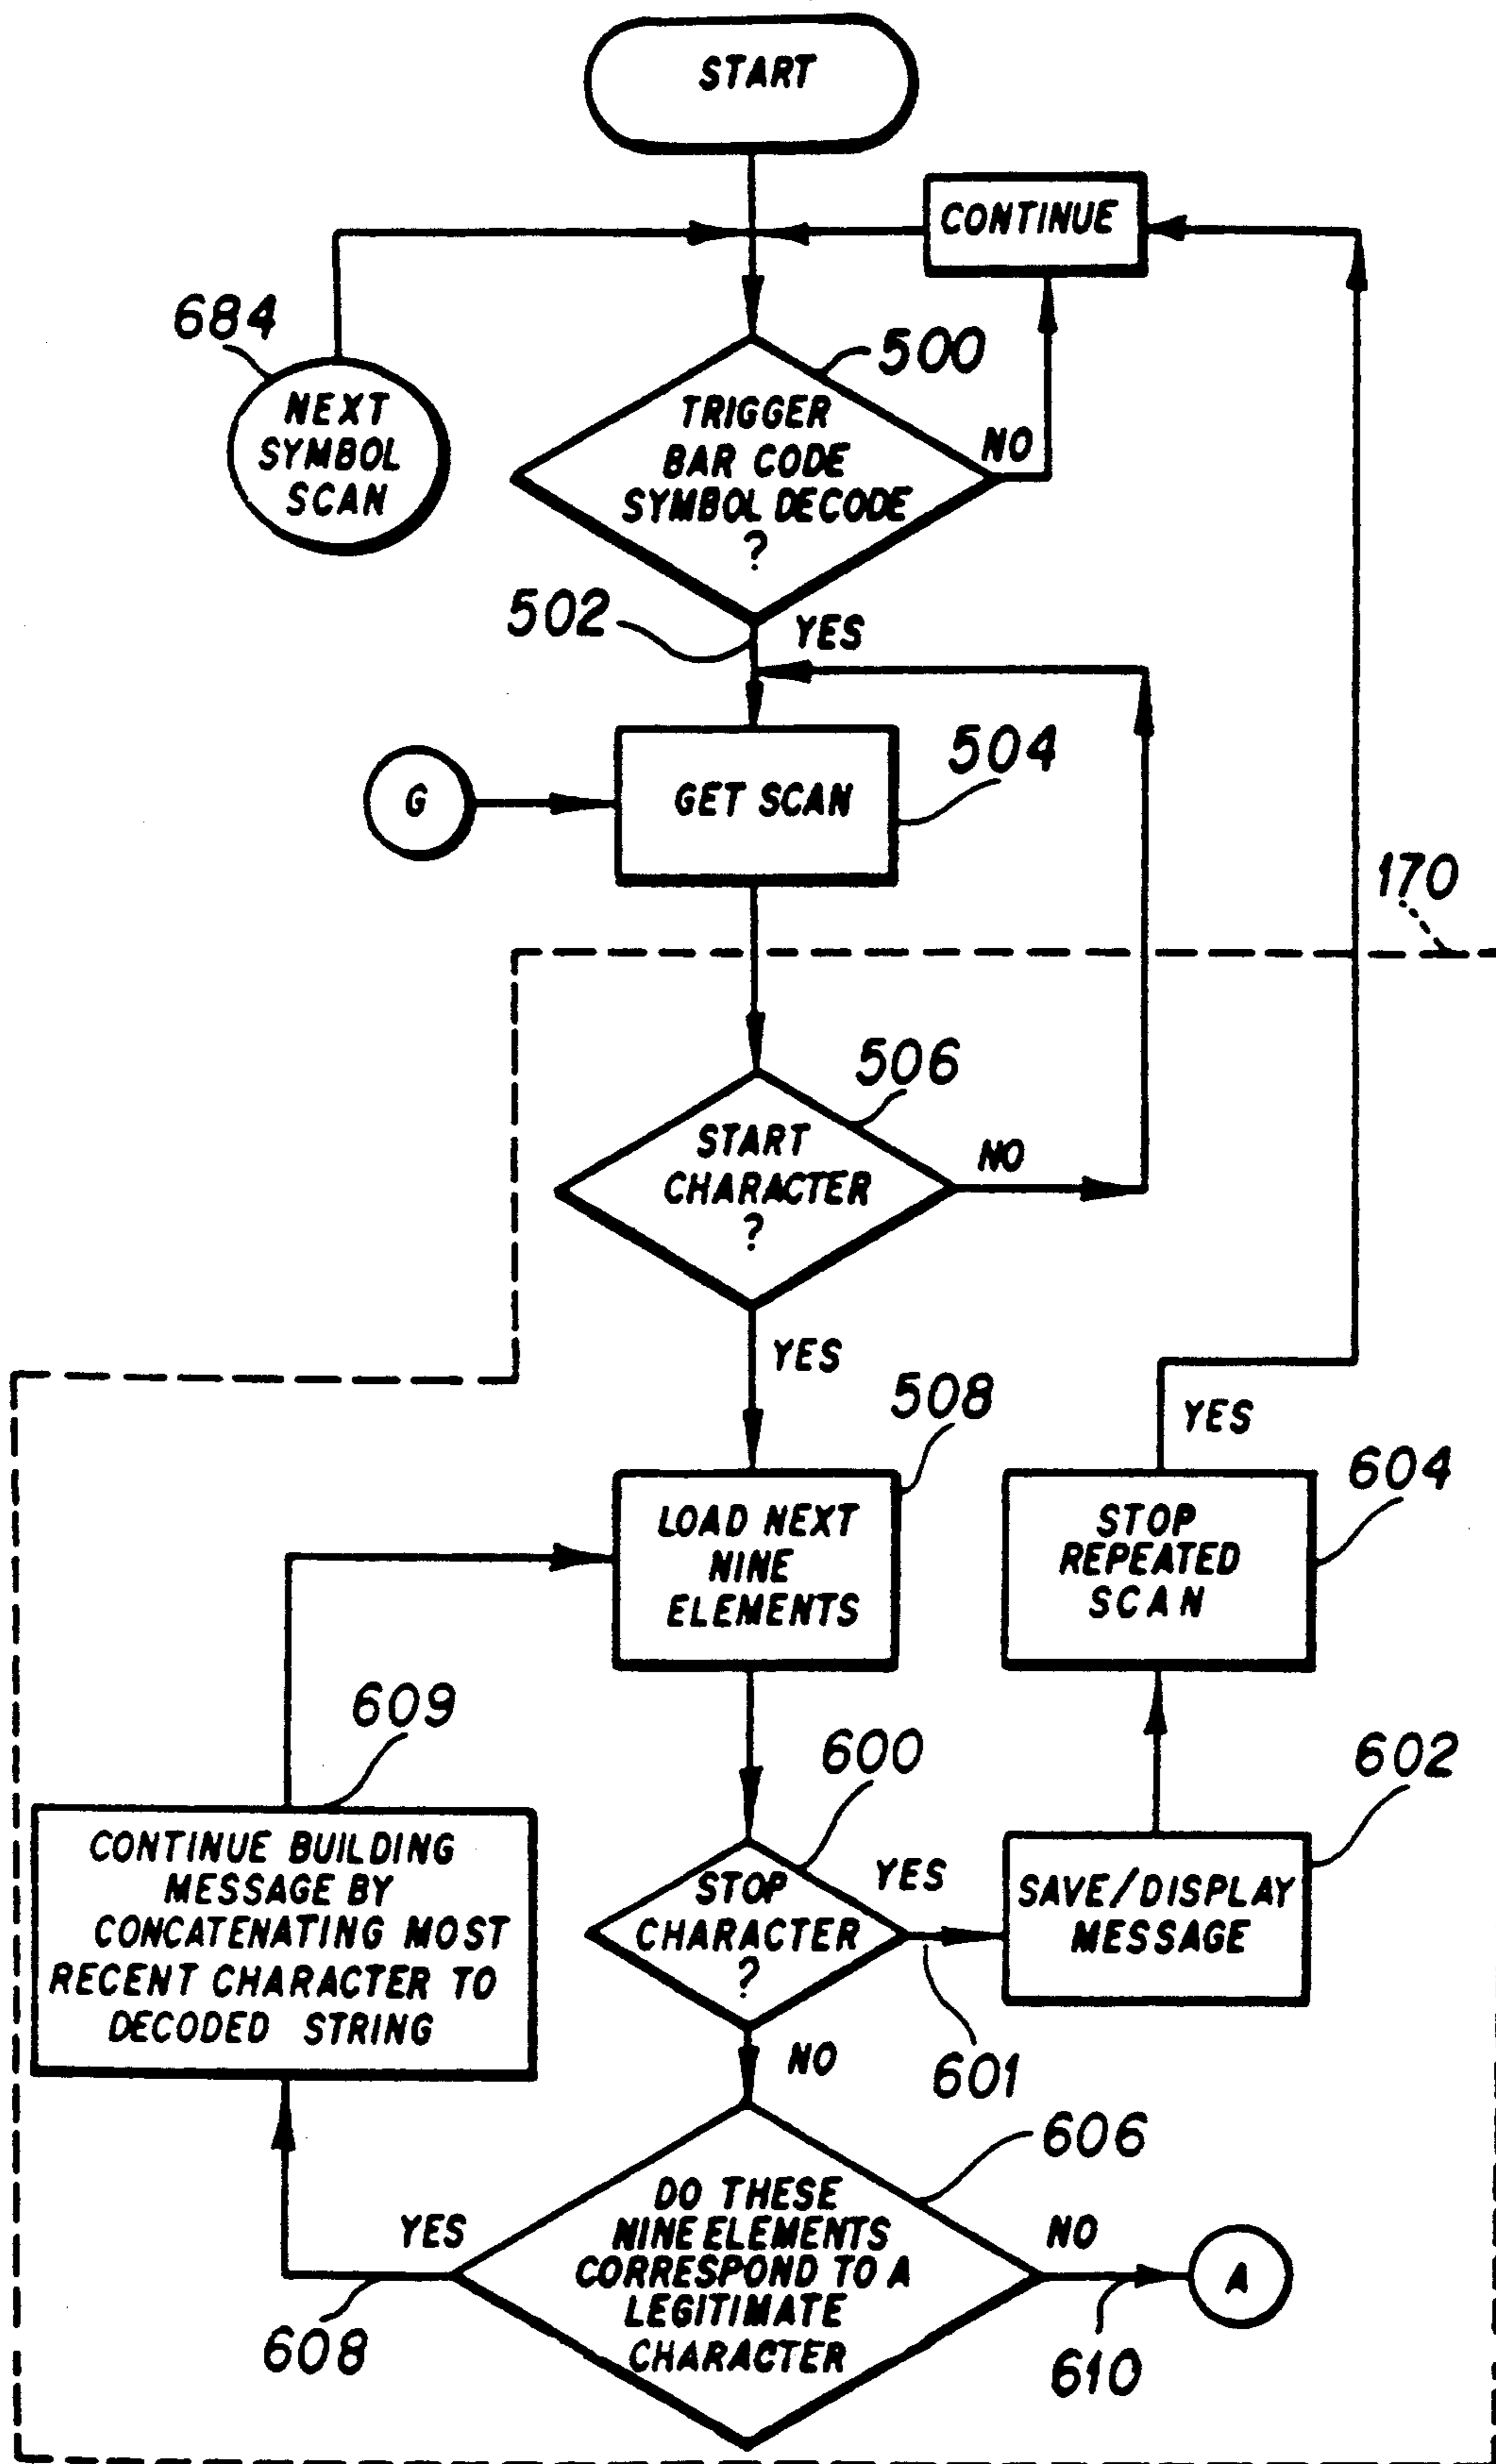 START
CONTINUE
684
NEXT
SYMBOL
SCAN
500
TRIGGER
BAR CODE
SYMBOL DECODE
?
NO
502
YES
G
GET SCAN
504
170
506
START
CHARACTER
?
NO
YES
508
LOAD NEXT
NINE
ELEMENTS
YES
604
STOP
REPEATED
SCAN
609
CONTINUE BUILDING
MESSAGE BY
CONCATENATING MOST
RECENT CHARACTER TO
DECODED STRING
600
STOP
CHARACTER
?
YES
601
602
SAVE/DISPLAY
MESSAGE
NO
606
DO THESE
NINE ELEMENTS
CORRESPOND TO A
LEGITIMATE
CHARACTER
YES
608
NO
610
A